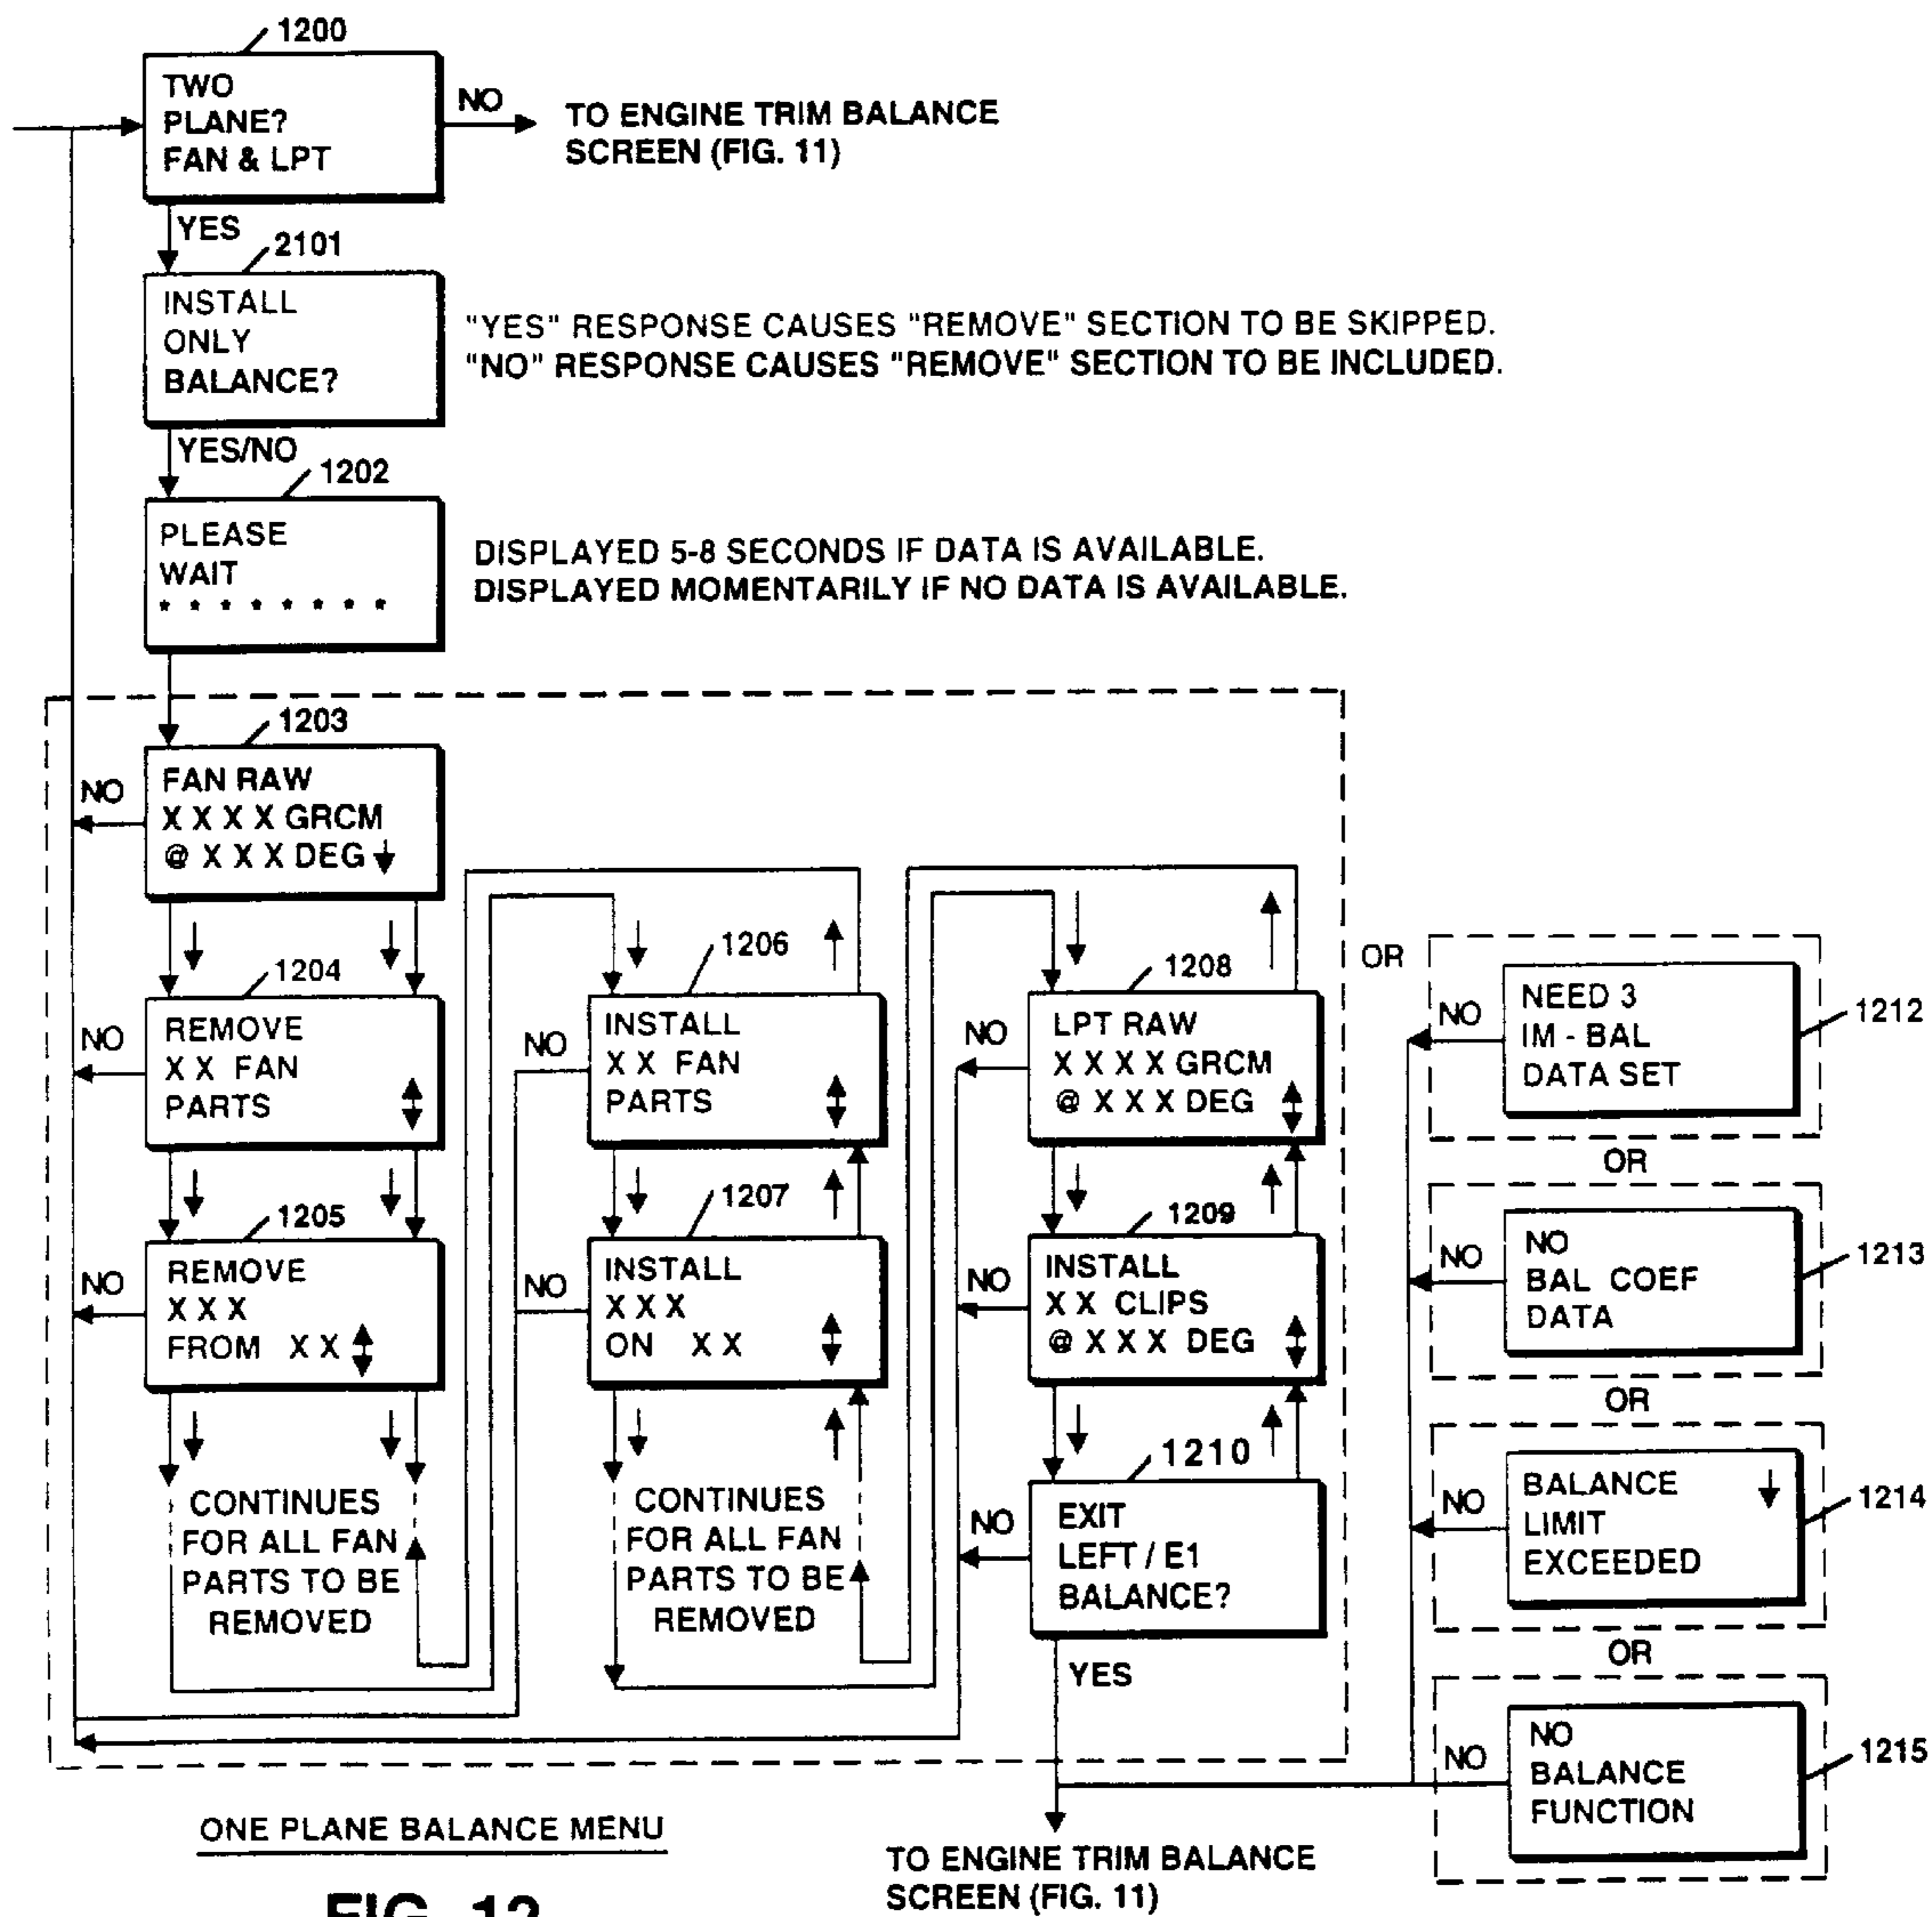 1200
TWO
PLANE?
FAN & LPT
NO
TO ENGINE TRIM BALANCE
SCREEN (FIG. 11)
YES
2101
INSTALL
ONLY
BALANCE?
"YES" RESPONSE CAUSES "REMOVE" SECTION TO BE SKIPPED.
"NO" RESPONSE CAUSES "REMOVE" SECTION TO BE INCLUDED.
YES/NO
1202
PLEASE
WAIT
* * * * * * * *
DISPLAYED 5-8 SECONDS IF DATA IS AVAILABLE.
DISPLAYED MOMENTARILY IF NO DATA IS AVAILABLE.
1203
NO
FAN RAW
X X X X GRCM
@ X X X DEG
1204
NO
REMOVE
X X FAN
PARTS
1205
NO
REMOVE
X X X
FROM X X
CONTINUES
FOR ALL FAN
PARTS TO BE
REMOVED
1206
NO
INSTALL
X X FAN
PARTS
1207
NO
INSTALL
X X X
ON X X
CONTINUES
FOR ALL FAN
PARTS TO BE
REMOVED
1208
NO
LPT RAW
X X X X GRCM
@ X X X DEG
1209
NO
INSTALL
X X CLIPS
@ X X X DEG
1210
NO
EXIT
LEFT / E1
BALANCE?
YES
TO ENGINE TRIM BALANCE
SCREEN (FIG. 11)
OR
NO
NEED 3
IM - BAL
DATA SET
1212
OR
NO
NO
BAL COEF
DATA
1213
OR
NO
BALANCE
LIMIT
EXCEEDED
1214
OR
NO
NO
BALANCE
FUNCTION
1215
ONE PLANE BALANCE MENU
FIG. 12